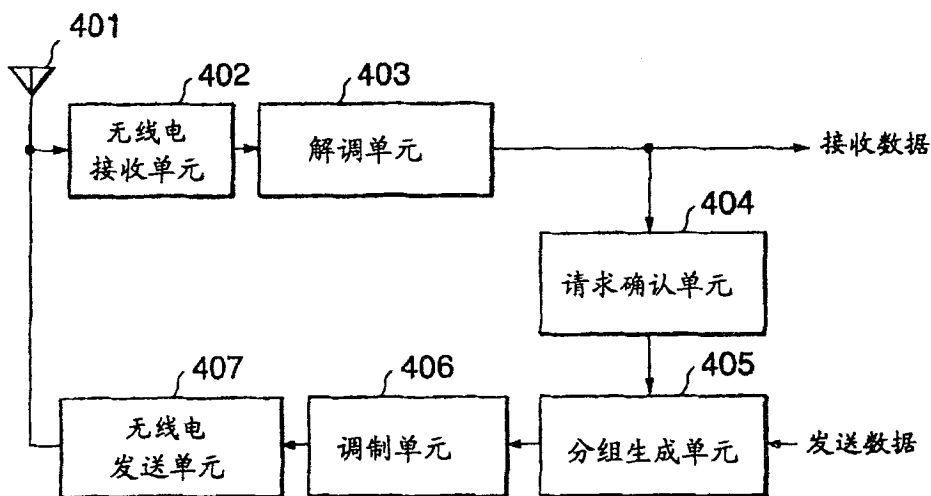 401
402
403
无线电
接收单元
解调单元
接收数据
404
请求确认单元
407
406
405
无线电
发送单元
调制单元
分组生成单元
发送数据